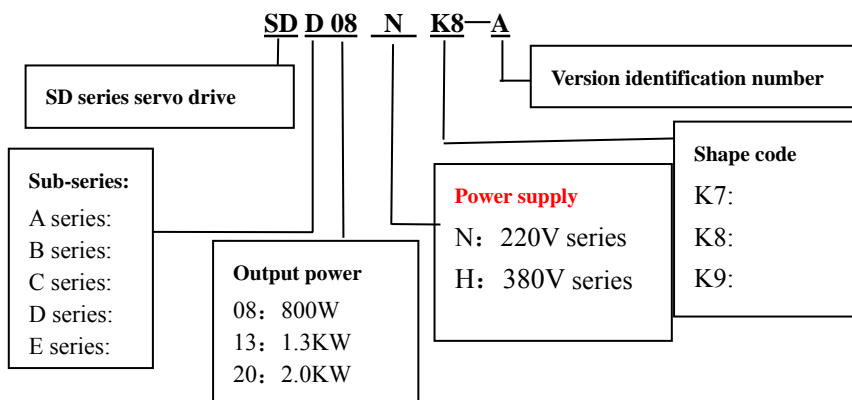 SD D 08 N K8—A
SD series servo drive
Version identification number
Sub-series:
A series:
B series:
C series:
D series:
E series:
Output power
08：800W
13：1.3KW
20：2.0KW
Power supply
N：220V series
H：380V series
Shape code
K7:
K8:
K9: